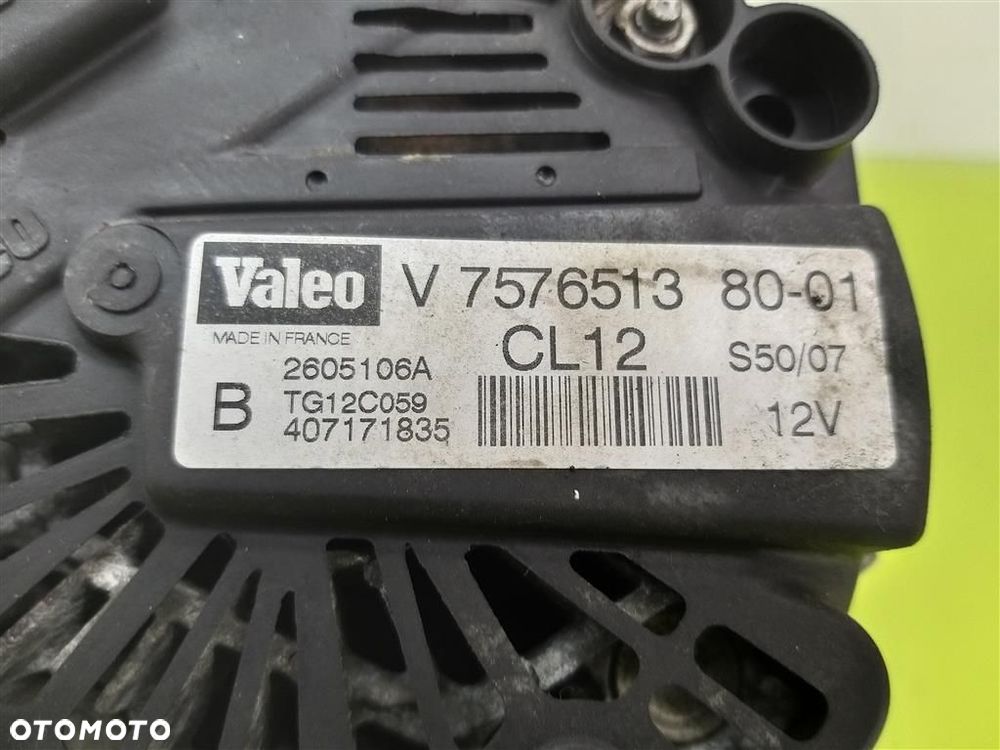 Valeo V 7576513 80-01
MADE IN FRANCE
CL12 S50/07
2605106A
B TG12C059
407171835 12V
OTOMOTO